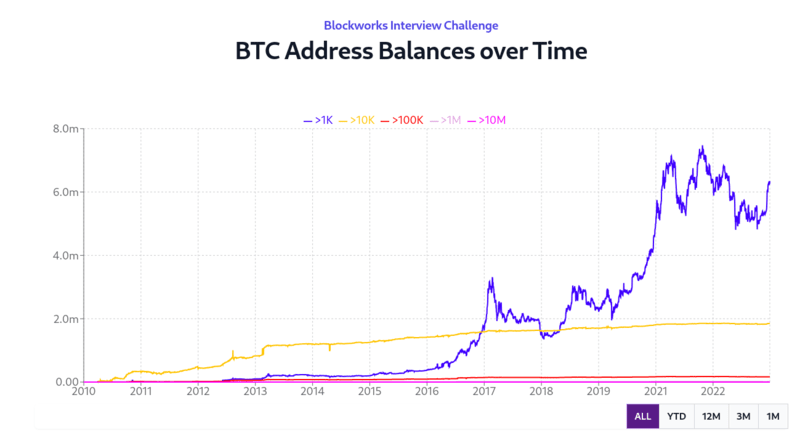 Blockworks Interview Challenge
BTC Address Balances over Time
>1K >10K >100K >1M >10M
8.0m
6.0m
4.0m
2.0m
0.00
2010 2011 2012 2013 2014 2015 2016 2017 2018 2019 2021 2022
ALL YTD 12M 3M 1M